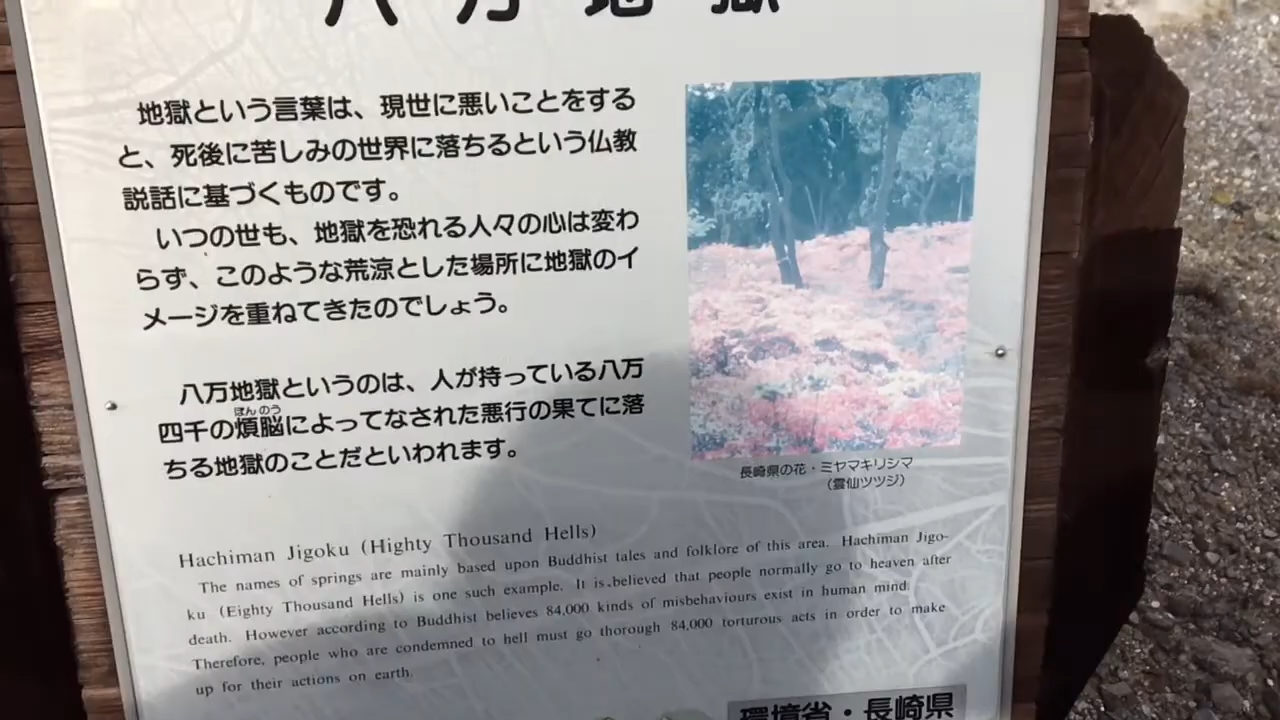 八万地獄
地獄という言葉は、現世に悪いことをする
と、死後に苦しみの世界に落ちるという仏教
説話に基づくものです。
いつの世も、地獄を恐れる人々の心は変わ
らず、このような荒涼とした場所に地獄のイ
メージを重ねてきたのでしょう。
八万地獄というのは、人が持っている八万
ぼんのう
四千の煩脳によってなされた悪行の果てに落
ちる地獄のことだといわれます。
長崎県の花・ミヤマキリシマ
(雲仙ツツジ)
Hachiman Jigoku (Highty Thousand Hells)
The names of springs are mainly based upon Buddhist tales and folklore of this area. Hachiman Jigo-
ku (Eighty Thousand Hells) is one such example. It is believed that people normally go to heaven after
death. However according to Buddhist believes 84,000 kinds of misbehaviours exist in human mind.
Therefore, people who are condemned to hell must go thorough 84,000 torturous acts in order to make
up for their actions on earth.
環境省・長崎県